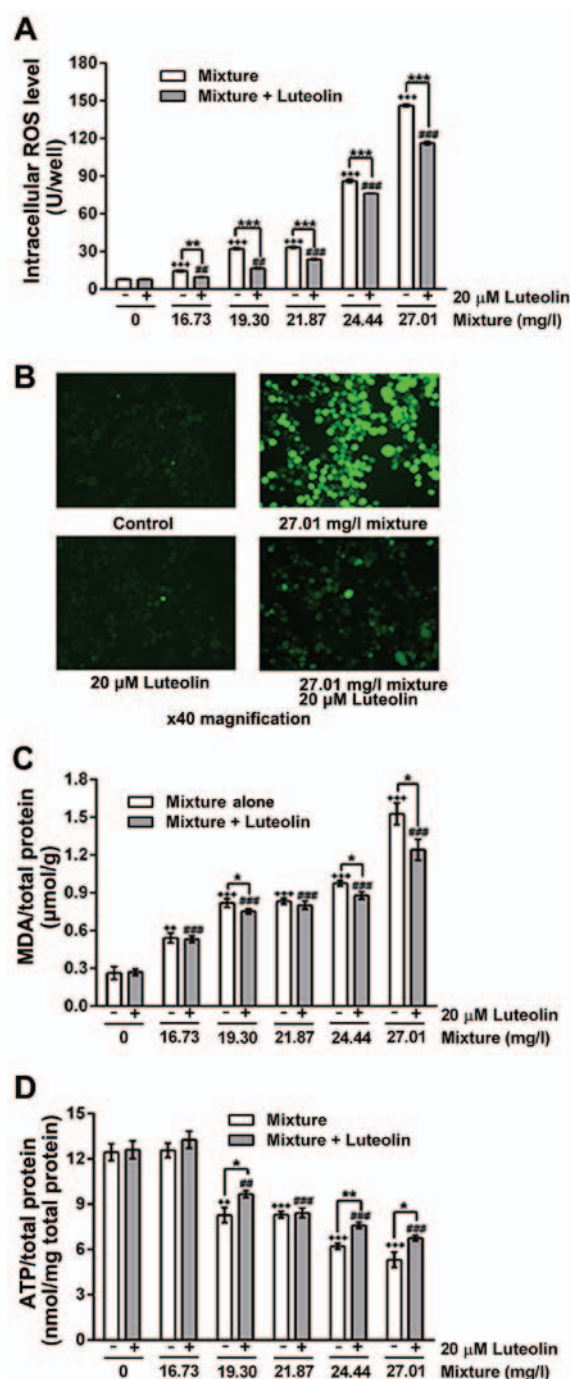 A
Intracellular ROS level
(U/well)
180
150
120
90
60
30
0
Mixture
Mixture + Luteolin
+++ ** ##
+++ *** ##
+++ *** ###
+++ *** ###
+++ *** ###
- + - + - + - + - + - + 20 µM Luteolin
0 16.73 19.30 21.87 24.44 27.01 Mixture (mg/l)
B
Control
27.01 mg/l mixture
20 µM Luteolin
27.01 mg/l mixture
20 µM Luteolin
x40 magnification
C
MDA/total protein
(µmol/g)
1.8
1.5
1.2
0.9
0.6
0.3
0.0
Mixture alone
Mixture + Luteolin
++ ###
+++ * ###
+++ ###
+++ * ###
+++ * ###
- + - + - + - + - + - + 20 µM Luteolin
0 16.73 19.30 21.87 24.44 27.01 Mixture (mg/l)
D
ATP/total protein
(nmol/mg total protein)
15
12
9
6
3
0
Mixture
Mixture + Luteolin
++ * ##
+++ ###
+++ ** ###
+++ * ###
- + - + - + - + - + - + 20 µM Luteolin
0 16.73 19.30 21.87 24.44 27.01 Mixture (mg/l)